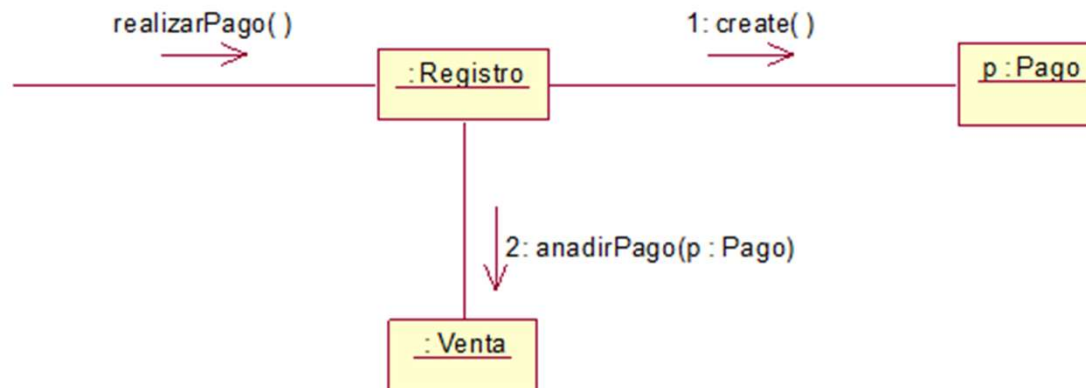 realizarPago( )
1: create( )
: Registro
p : Pago
2: anadirPago(p : Pago)
: Venta